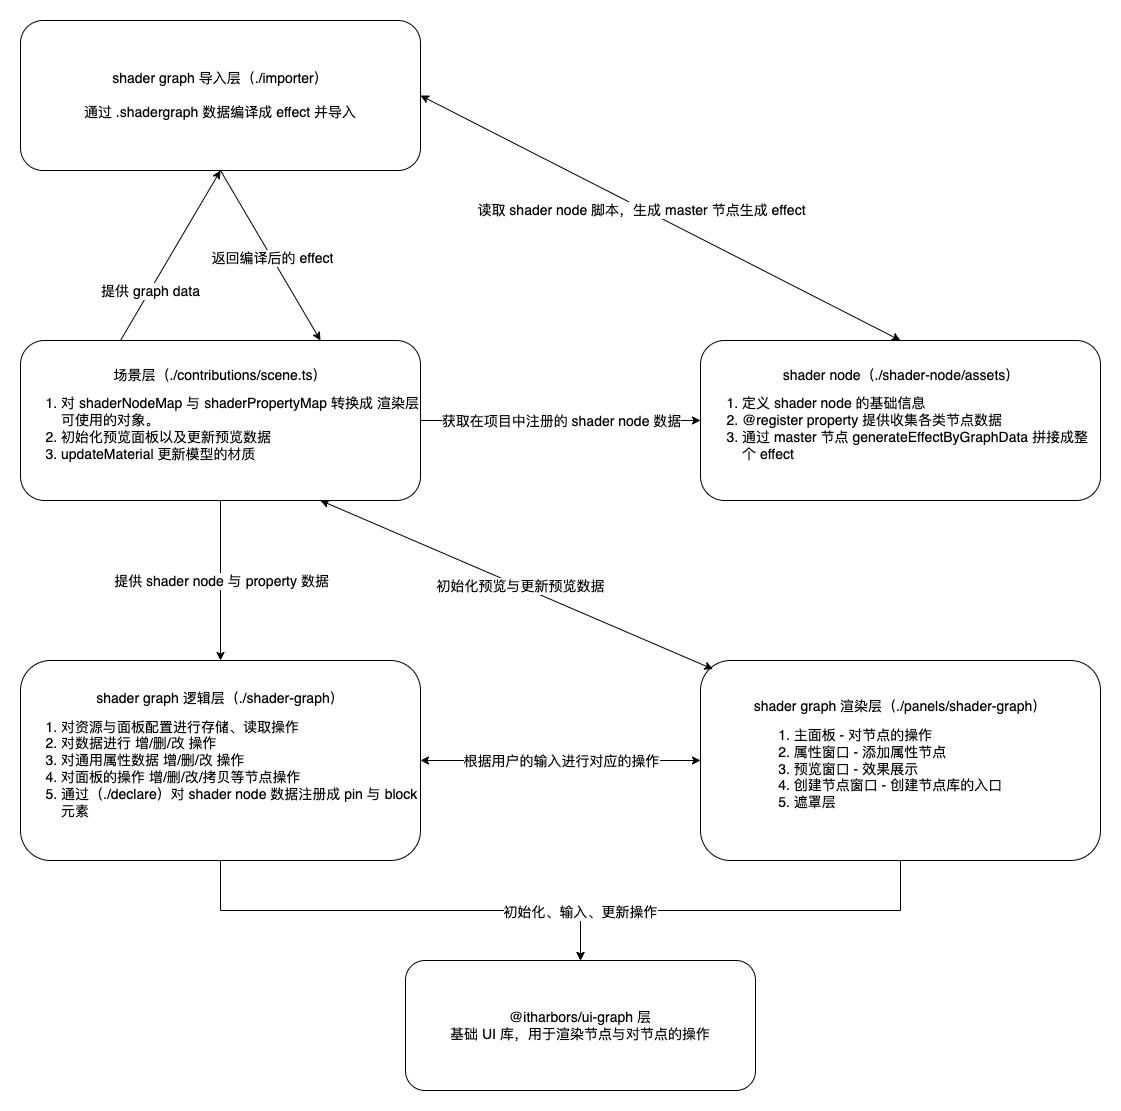 shader graph 导入层（./importer）
通过 .shadergraph 数据编译成 effect 并导入
读取 shader node 脚本，生成 master 节点生成 effect
返回编译后的 effect
提供 graph data
场景层（./contributions/scene.ts）
1. 对 shaderNodeMap 与 shaderPropertyMap 转换成 渲染层
可使用的对象。
2. 初始化预览面板以及更新预览数据
3. updateMaterial 更新模型的材质
获取在项目中注册的 shader node 数据
shader node（./shader-node/assets）
1. 定义 shader node 的基础信息
2. @register property 提供收集各类节点数据
3. 通过 master 节点 generateEffectByGraphData 拼接成整
个 effect
提供 shader node 与 property 数据
初始化预览与更新预览数据
shader graph 逻辑层（./shader-graph）
1. 对资源与面板配置进行存储、读取操作
2. 对数据进行 增/删/改 操作
3. 对通用属性数据 增/删/改 操作
4. 对面板的操作 增/删/改/拷贝等节点操作
5. 通过（./declare）对 shader node 数据注册成 pin 与 block
元素
根据用户的输入进行对应的操作
shader graph 渲染层（./panels/shader-graph）
1. 主面板 - 对节点的操作
2. 属性窗口 - 添加属性节点
3. 预览窗口 - 效果展示
4. 创建节点窗口 - 创建节点库的入口
5. 遮罩层
初始化、输入、更新操作
@itharbors/ui-graph 层
基础 UI 库，用于渲染节点与对节点的操作